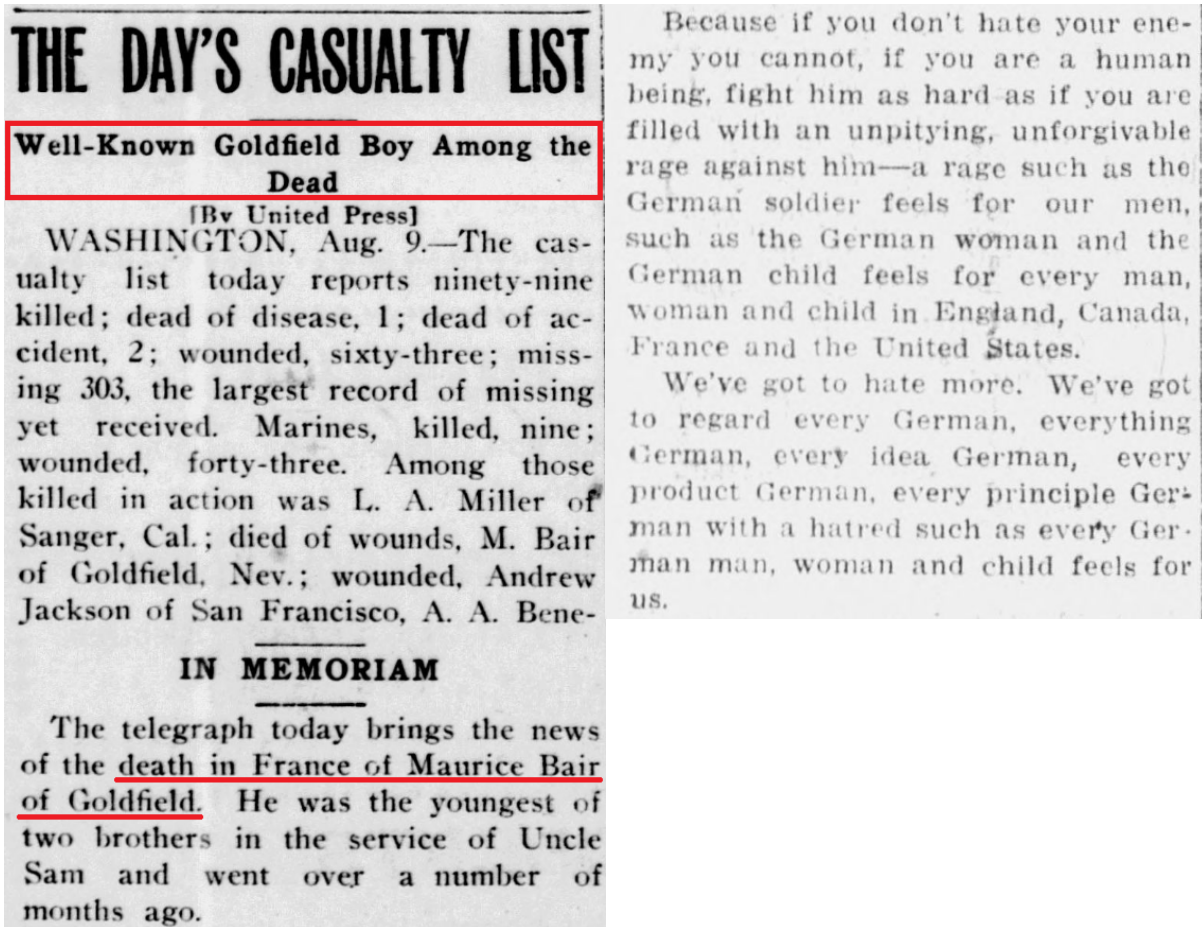 THE DAY'S CASUALTY LIST
Well-Known Goldfield Boy Among the
Dead
[By United Press]
WASHINGTON, Aug. 9.—The cas-
ualty list today reports ninety-nine
killed; dead of disease, 1; dead of ac-
cident, 2; wounded, sixty-three; miss-
ing 303, the largest record of missing
yet received. Marines, killed, nine;
wounded, forty-three. Among those
killed in action was L. A. Miller of
Sanger, Cal.; died of wounds, M. Bair
of Goldfield, Nev.; wounded, Andrew
Jackson of San Francisco, A. A. Bene-
IN MEMORIAM
The telegraph today brings the news
of the death in France of Maurice Bair
of Goldfield. He was the youngest of
two brothers in the service of Uncle
Sam and went over a number of
months ago.
Because if you don't hate your ene-
my you cannot, if you are a human
being, fight him as hard as if you are
filled with an unpitying, unforgivable
rage against him—a rage such as the
German soldier feels for our men,
such as the German woman and the
German child feels for every man,
woman and child in England, Canada,
France and the United States.
We've got to hate more. We've got
to regard every German, everything
German, every idea German, every
product German, every principle Ger-
man with a hatred such as every Ger-
man man, woman and child feels for
us.